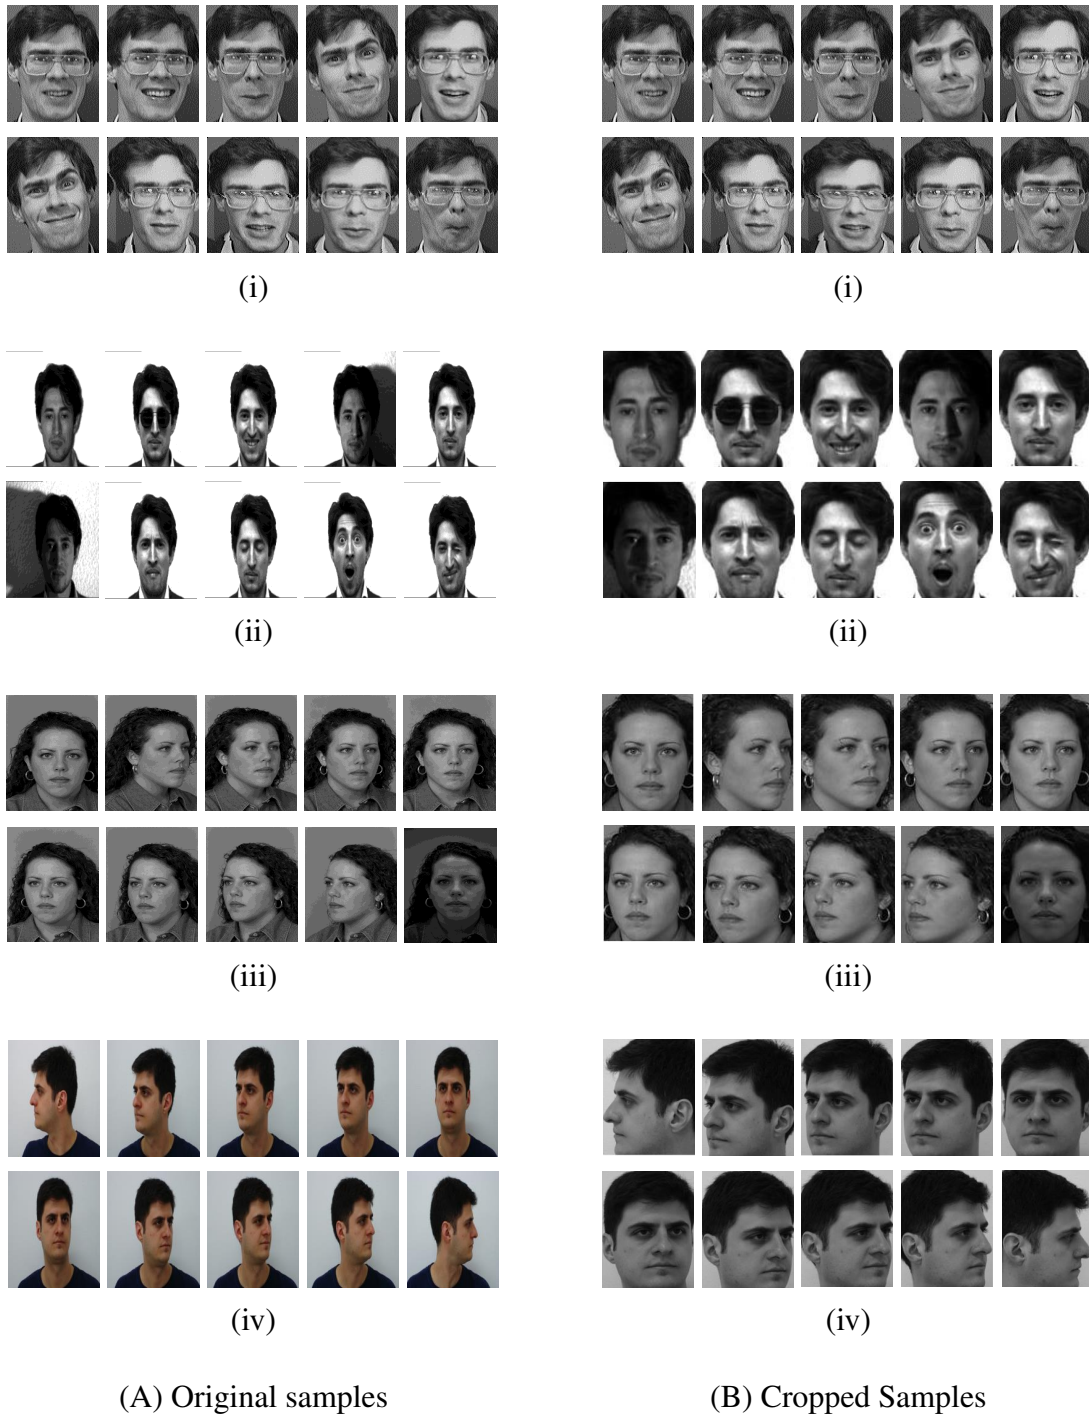 (i) (i)
(ii) (ii)
(iii) (iii)
(iv) (iv)
(A) Original samples (B) Cropped Samples